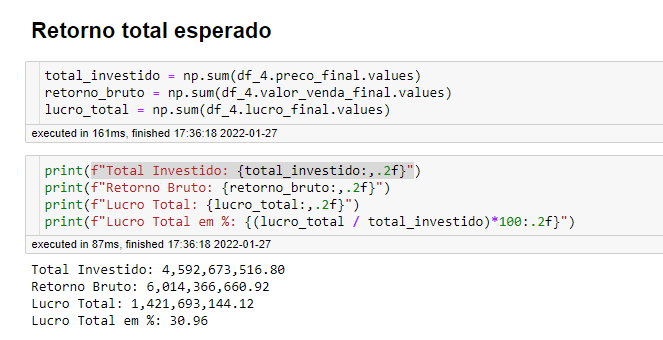 Retorno total esperado
total_investido = np.sum(df_4.preco_final.values)
retorno_bruto = np.sum(df_4.valor_venda_final.values)
lucro_total = np.sum(df_4.lucro_final.values)
executed in 161ms, finished 17:36:18 2022-01-27
print(f"Total Investido: {total_investido:,.2f}")
print(f"Retorno Bruto: {retorno_bruto:,.2f}")
print(f"Lucro Total: {lucro_total:,.2f}")
print(f"Lucro Total em %: {(lucro_total / total_investido)*100:.2f}")
executed in 87ms, finished 17:36:18 2022-01-27
Total Investido: 4,592,673,516.80
Retorno Bruto: 6,014,366,660.92
Lucro Total: 1,421,693,144.12
Lucro Total em %: 30.96